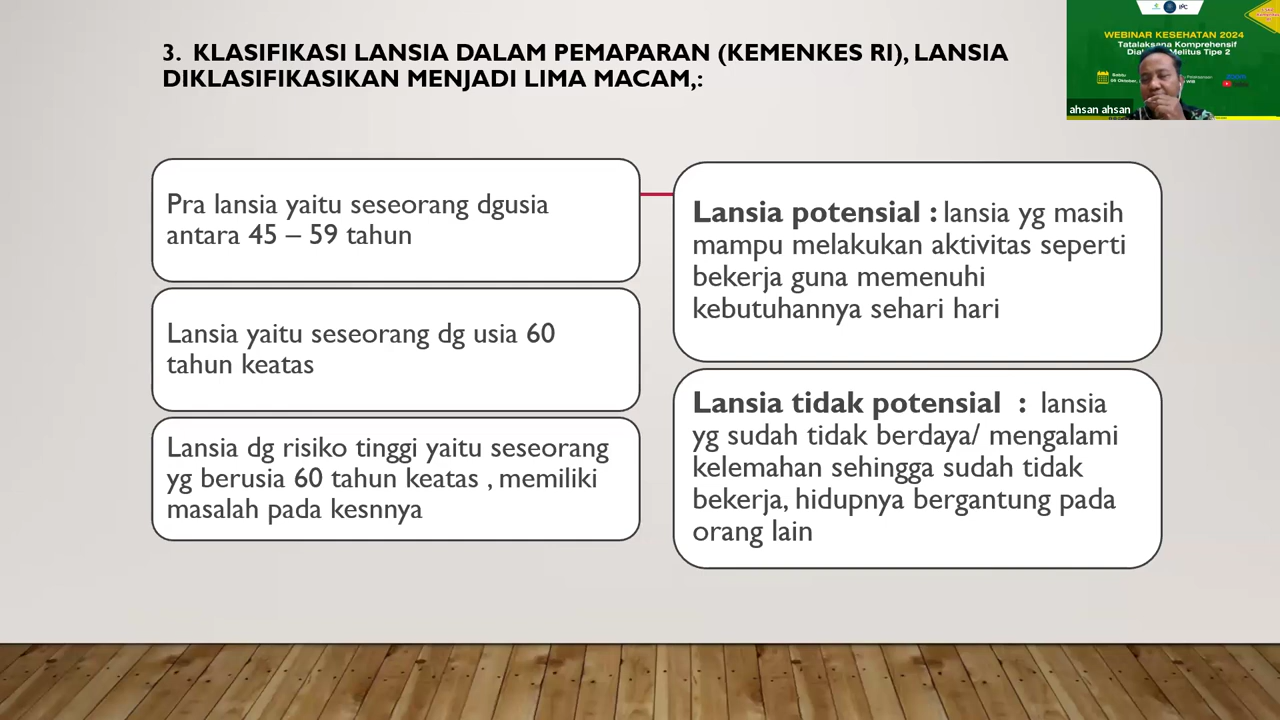 3. KLASIFIKASI LANSIA DALAM PEMAPARAN (KEMENKES RI), LANSIA
DIKLASIFIKASIKAN MENJADI LIMA MACAM,:
Pra lansia yaitu seseorang dgusia
antara 45 – 59 tahun
Lansia yaitu seseorang dg usia 60
tahun keatas
Lansia dg risiko tinggi yaitu seseorang
yg berusia 60 tahun keatas , memiliki
masalah pada kesnnya
Lansia potensial : lansia yg masih
mampu melakukan aktivitas seperti
bekerja guna memenuhi
kebutuhannya sehari hari
Lansia tidak potensial : lansia
yg sudah tidak berdaya/ mengalami
kelemahan sehingga sudah tidak
bekerja, hidupnya bergantung pada
orang lain
IPC
WEBINAR KESEHATAN 2024
Tatalaksana Komprehensif
Melitus Tipe 2
Sabtu
ahsan ahsan